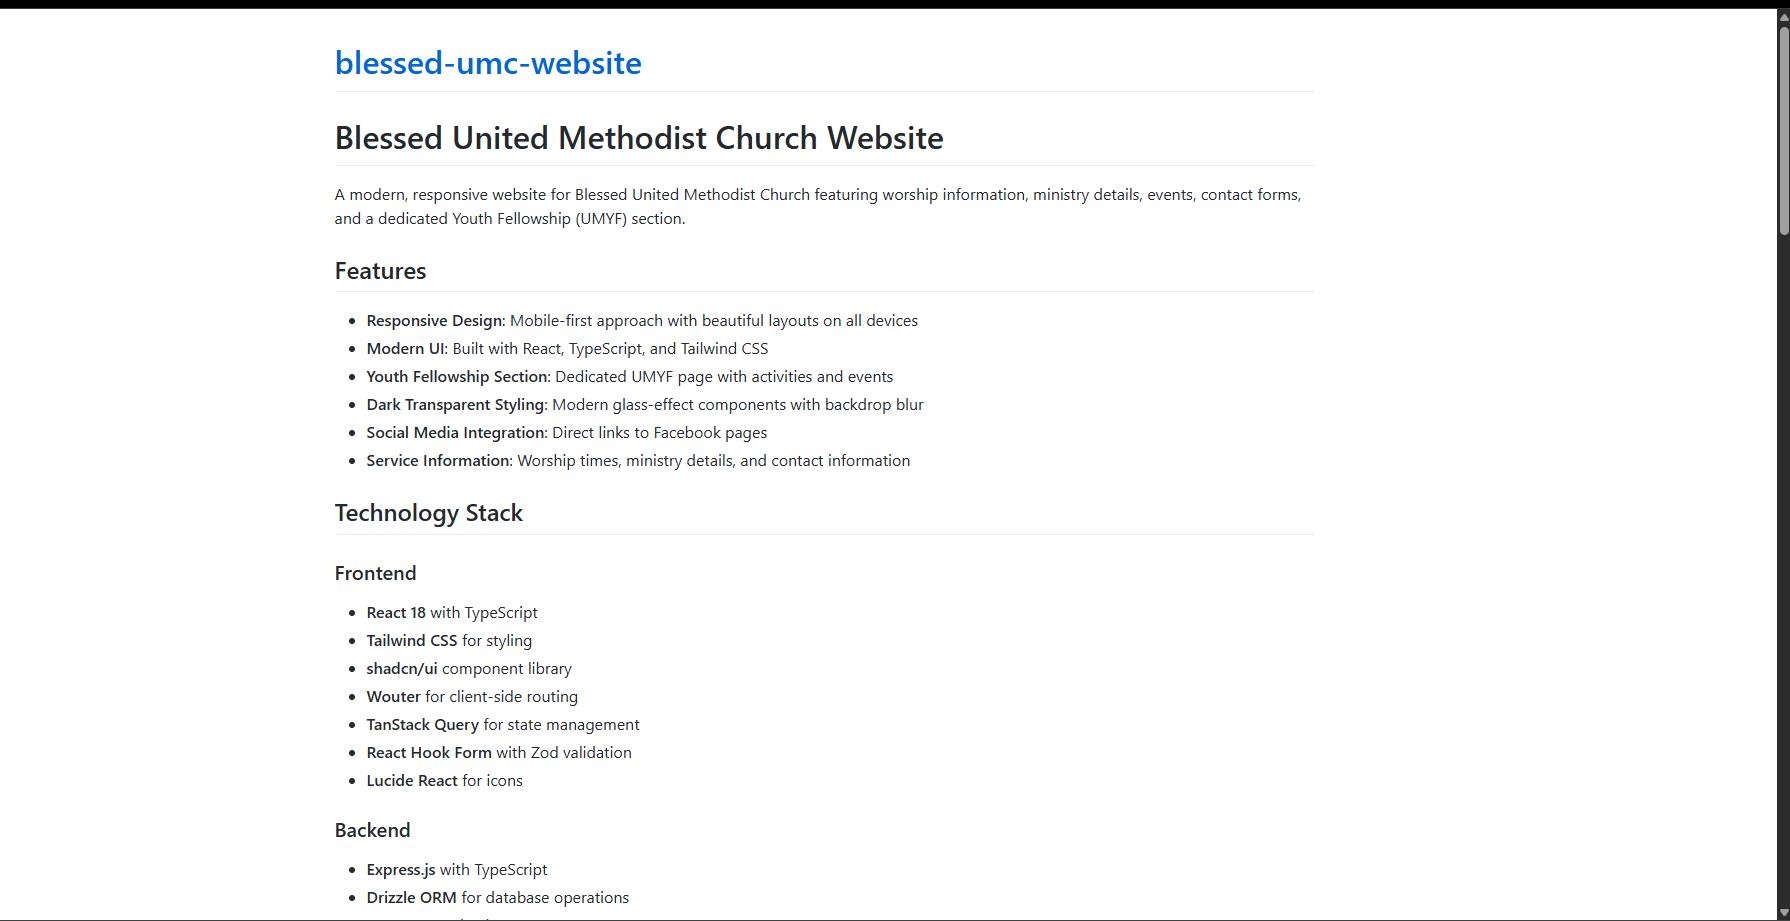 blessed-umc-website
Blessed United Methodist Church Website
A modern, responsive website for Blessed United Methodist Church featuring worship information, ministry details, events, contact forms,
and a dedicated Youth Fellowship (UMYF) section.
Features
• Responsive Design: Mobile-first approach with beautiful layouts on all devices
• Modern UI: Built with React, TypeScript, and Tailwind CSS
• Youth Fellowship Section: Dedicated UMYF page with activities and events
• Dark Transparent Styling: Modern glass-effect components with backdrop blur
• Social Media Integration: Direct links to Facebook pages
• Service Information: Worship times, ministry details, and contact information
Technology Stack
Frontend
• React 18 with TypeScript
• Tailwind CSS for styling
• shadcn/ui component library
• Wouter for client-side routing
• TanStack Query for state management
• React Hook Form with Zod validation
• Lucide React for icons
Backend
• Express.js with TypeScript
• Drizzle ORM for database operations